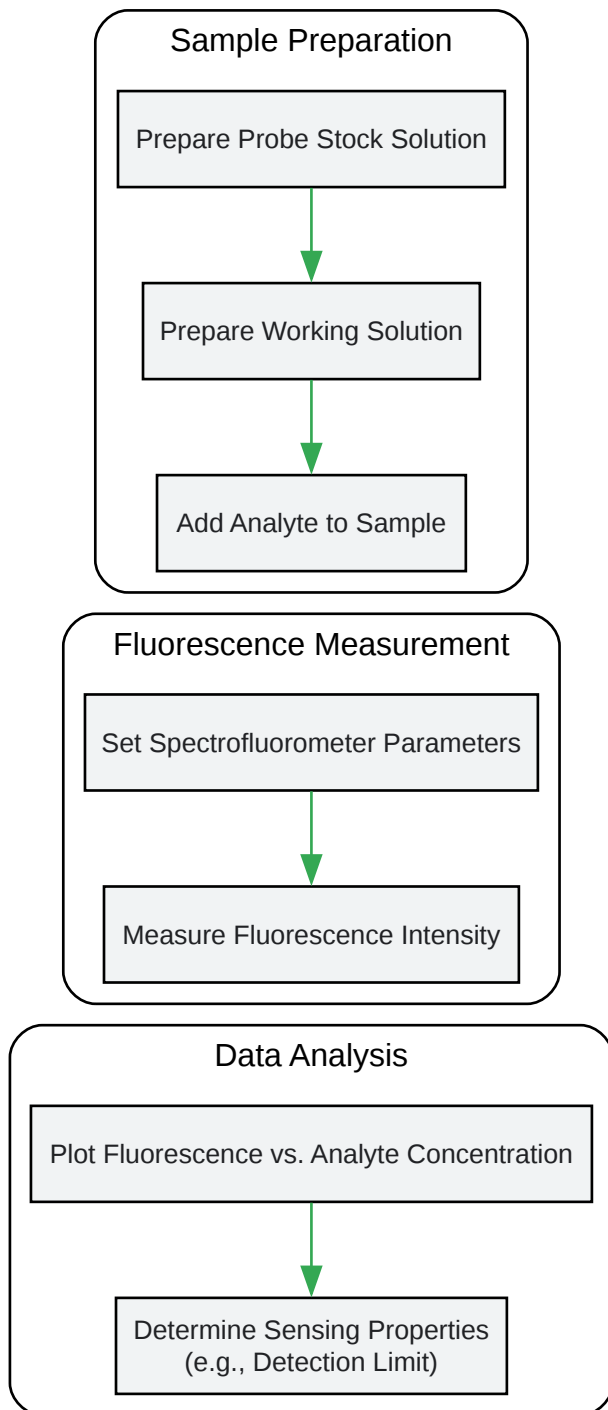 Sample Preparation
Prepare Probe Stock Solution
Prepare Working Solution
Add Analyte to Sample
Fluorescence Measurement
Set Spectrofluorometer Parameters
Measure Fluorescence Intensity
Data Analysis
Plot Fluorescence vs. Analyte Concentration
Determine Sensing Properties
(e.g., Detection Limit)